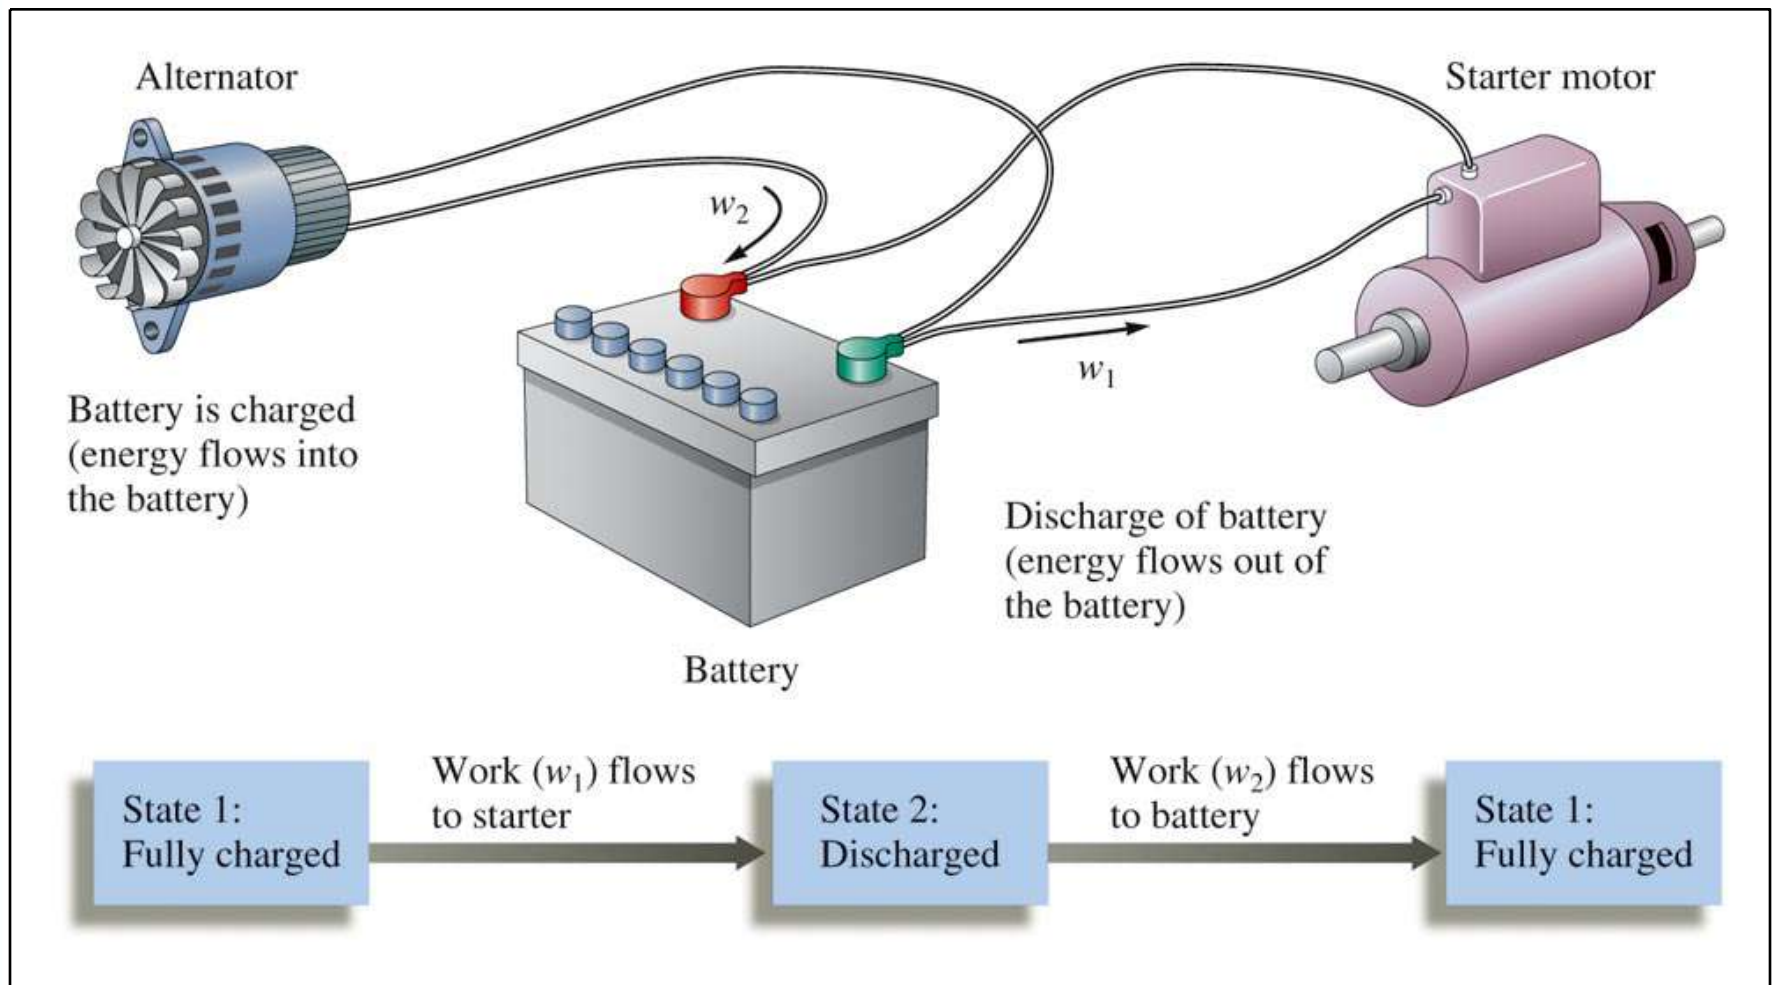 Alternator
Starter motor
w₂
w₁
Battery is charged
(energy flows into
the battery)
Discharge of battery
(energy flows out of
the battery)
Battery
State 1:
Fully charged
Work (w₁) flows
to starter
State 2:
Discharged
Work (w₂) flows
to battery
State 1:
Fully charged